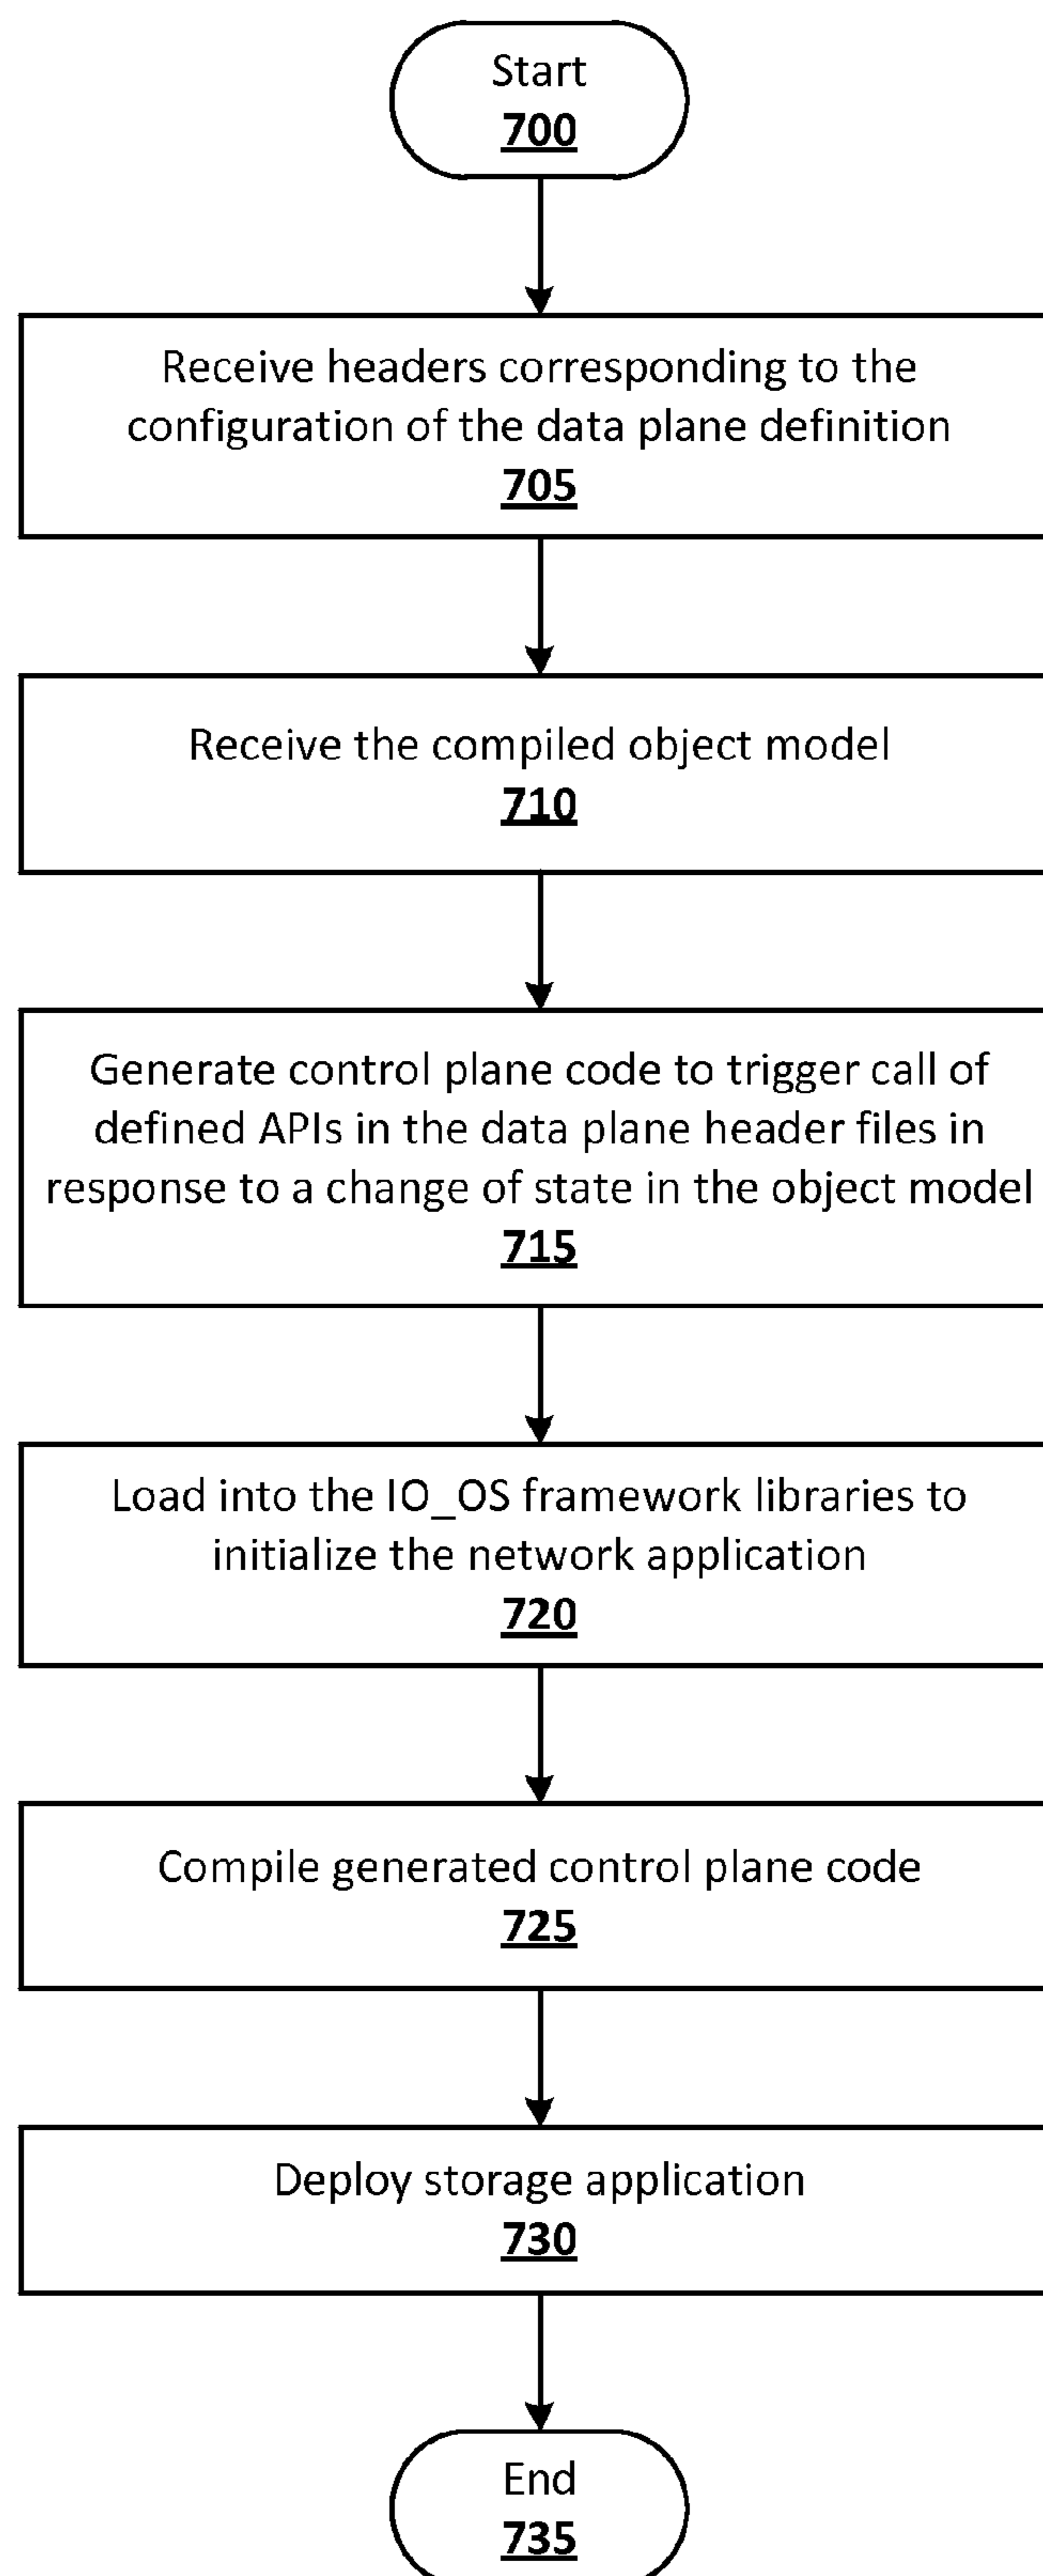 Start
700
Receive headers corresponding to the
configuration of the data plane definition
705
Receive the compiled object model
710
Generate control plane code to trigger call of
defined APIs in the data plane header files in
response to a change of state in the object model
715
Load into the IO_OS framework libraries to
initialize the network application
720
Compile generated control plane code
725
Deploy storage application
730
End
735